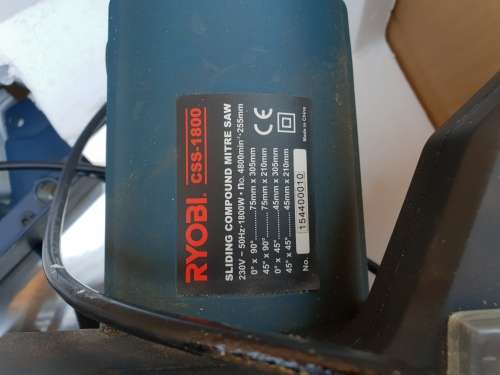 RYOBI CSS-1800
SLIDING COMPOUND MITRE SAW
230V ~ 50Hz · 1800W · no. 4800min⁻¹ · 255mm
0° x 90°..........75mm x 305mm
45° x 90°..........75mm x 210mm
0° x 45°..........45mm x 305mm
45° x 45°..........45mm x 210mm
No. 154400010
CE
Made in China